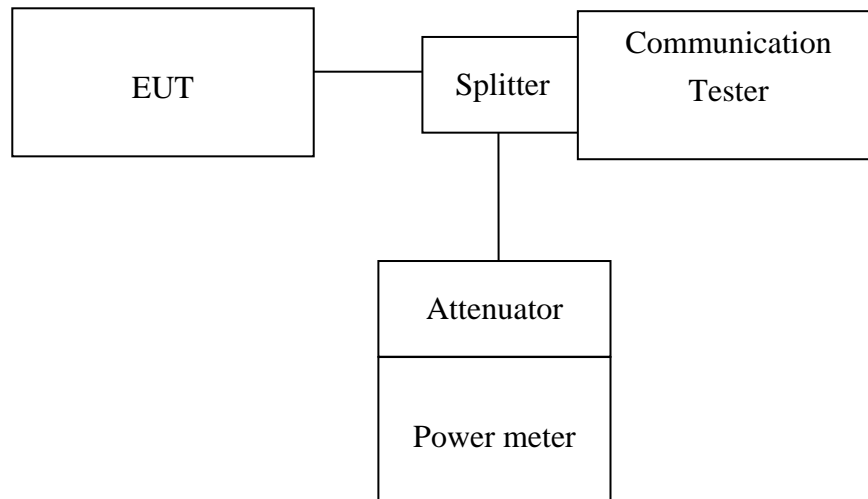 EUT
Splitter
Communication
Tester
Attenuator
Power meter